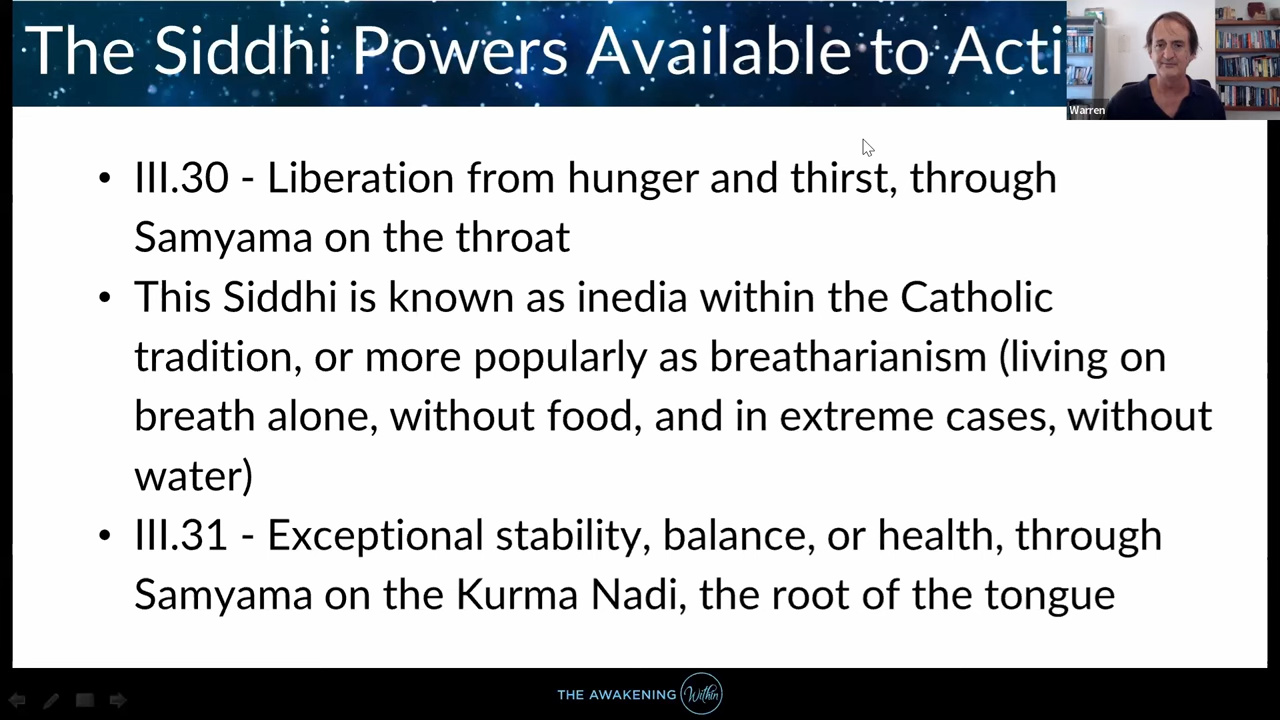 The Siddhi Powers Available to Acti
Warren
• III.30 - Liberation from hunger and thirst, through
Samyama on the throat
• This Siddhi is known as inedia within the Catholic
tradition, or more popularly as breatharianism (living on
breath alone, without food, and in extreme cases, without
water)
• III.31 - Exceptional stability, balance, or health, through
Samyama on the Kurma Nadi, the root of the tongue
THE AWAKENING Within